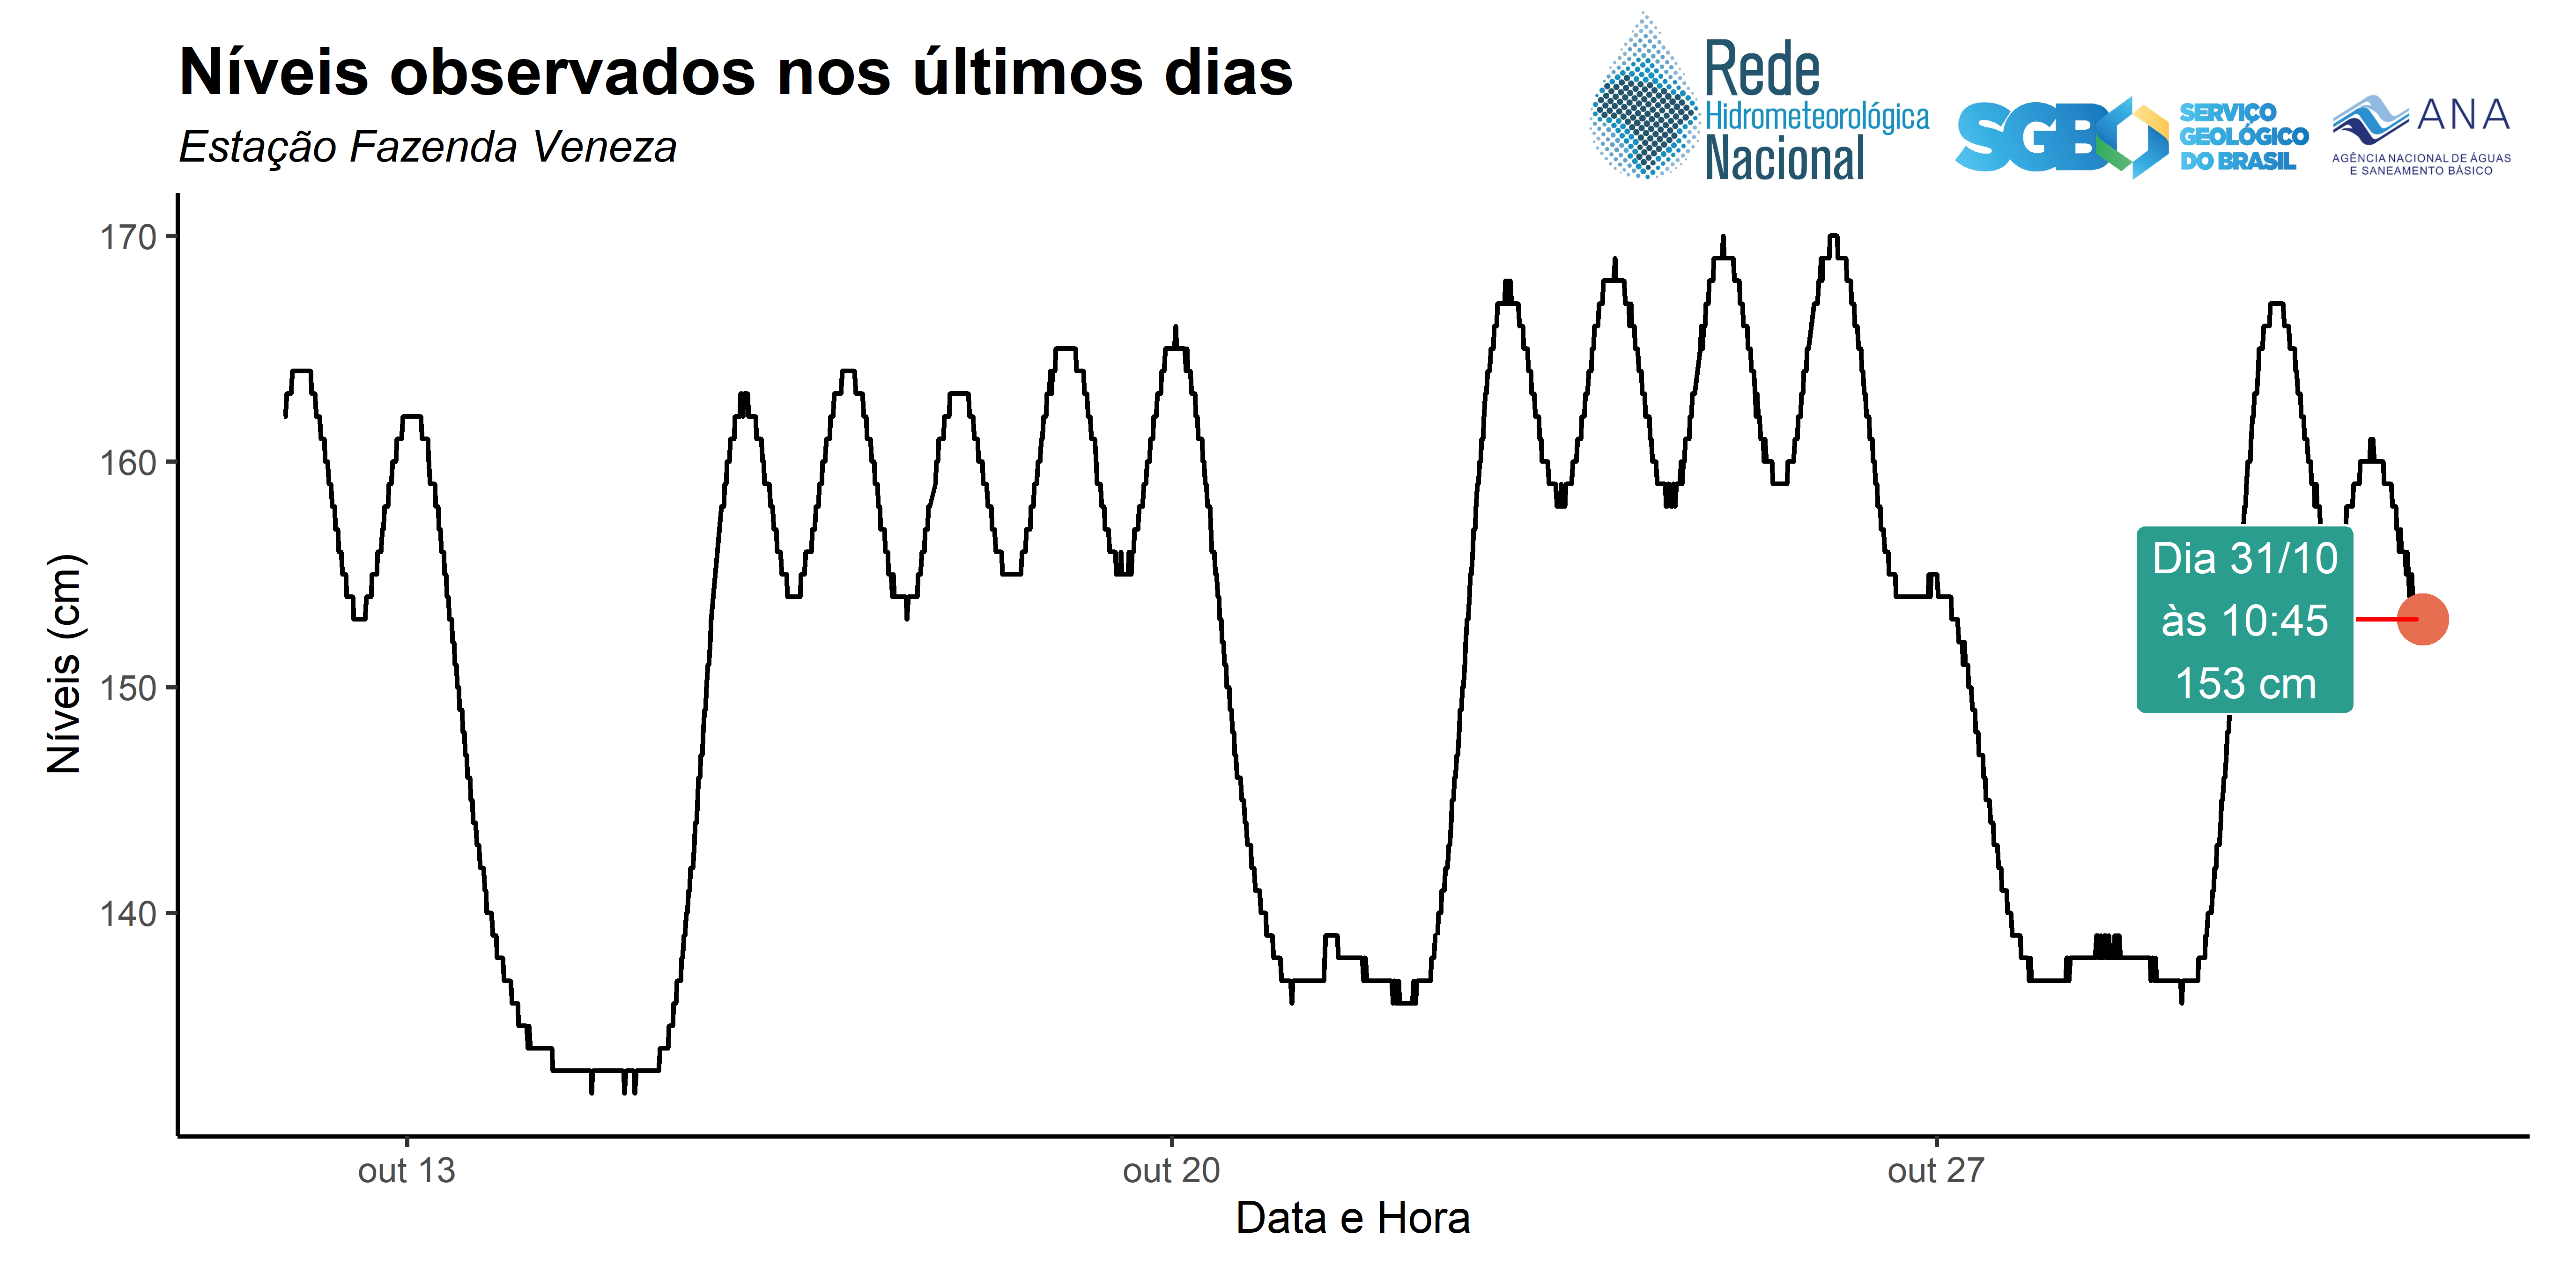 Níveis observados nos últimos dias
Estação Fazenda Veneza
Rede
Hidrometeorológica
Nacional
SGB
SERVIÇO
GEOLÓGICO
DO BRASIL
ANA
AGÊNCIA NACIONAL DE ÁGUAS
E SANEAMENTO BÁSICO
Níveis (cm)
170
160
150
140
Dia 31/10
às 10:45
153 cm
out 13
out 20
out 27
Data e Hora